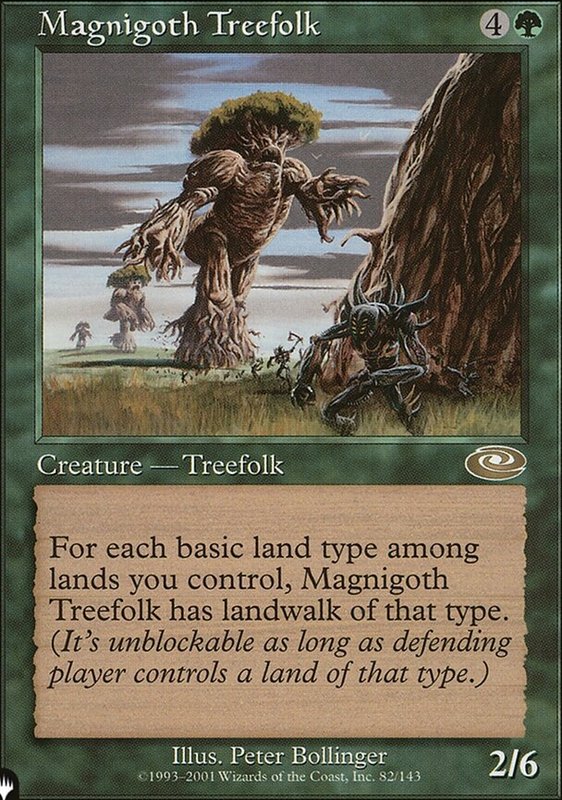 Magnigoth Treefolk 4
Creature — Treefolk
For each basic land type among
lands you control, Magnigoth
Treefolk has landwalk of that type.
(It's unblockable as long as defending
player controls a land of that type.)
Illus. Peter Bollinger
©1993–2001 Wizards of the Coast, Inc. 82/143
2/6